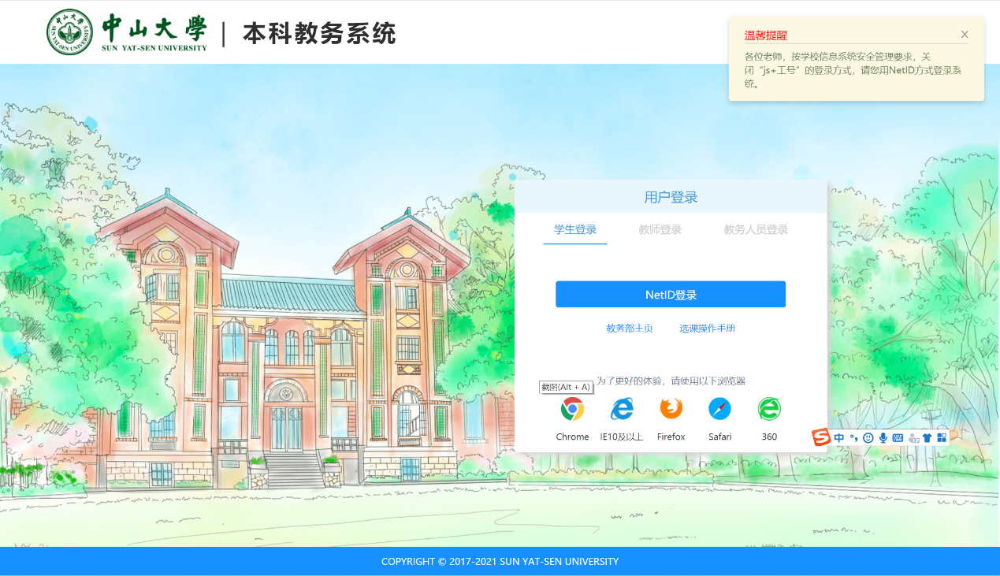 中山大學
SUN YAT-SEN UNIVERSITY
本科教务系统
温馨提醒
各位老师，按学校信息系统安全管理要求，关
闭“js+工号”的登录方式，请您用NetID方式登录系
统。
用户登录
学生登录 教师登录 教务人员登录
NetID登录
教务部主页 选课操作手册
截图(Alt + A)
为了更好的体验，请使用以下浏览器
Chrome IE10及以上 Firefox Safari 360
中
COPYRIGHT © 2017-2021 SUN YAT-SEN UNIVERSITY